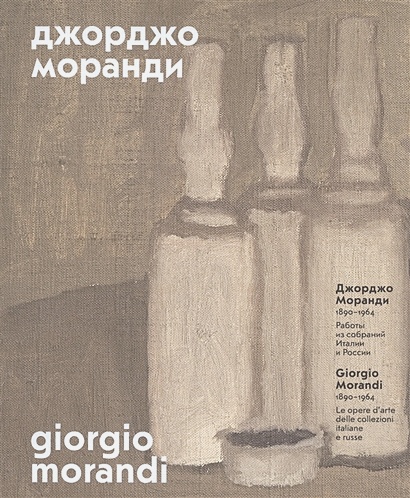 джорджо
моранди
Джорджо
Моранди
1890–1964
Работы
из собраний
Италии
и России
Giorgio
Morandi
1890–1964
Le opere d'arte
delle collezioni
italiane
e russe
giorgio
morandi